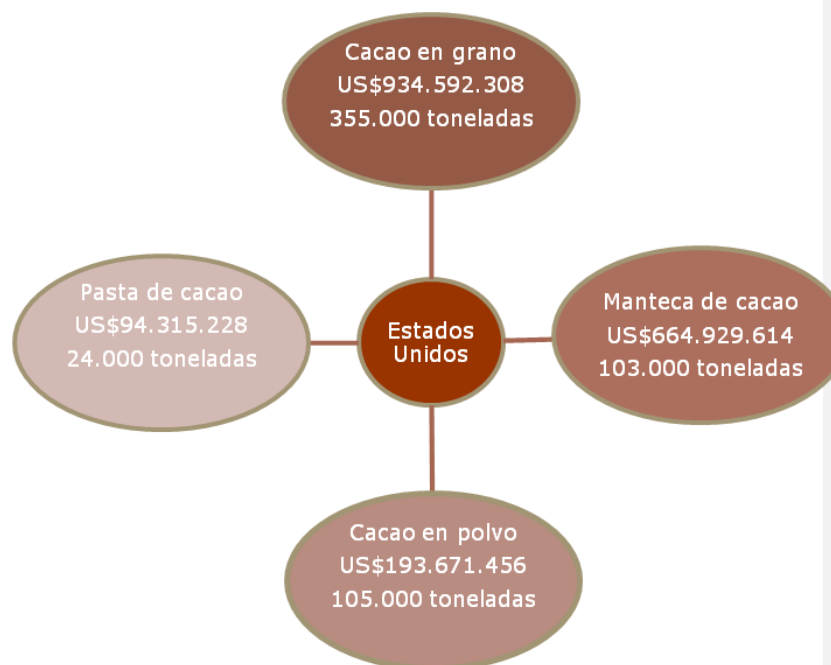 Cacao en grano
US$934.592.308
355.000 toneladas
Pasta de cacao
US$94.315.228
24.000 toneladas
Estados
Unidos
Manteca de cacao
US$664.929.614
103.000 toneladas
Cacao en polvo
US$193.671.456
105.000 toneladas